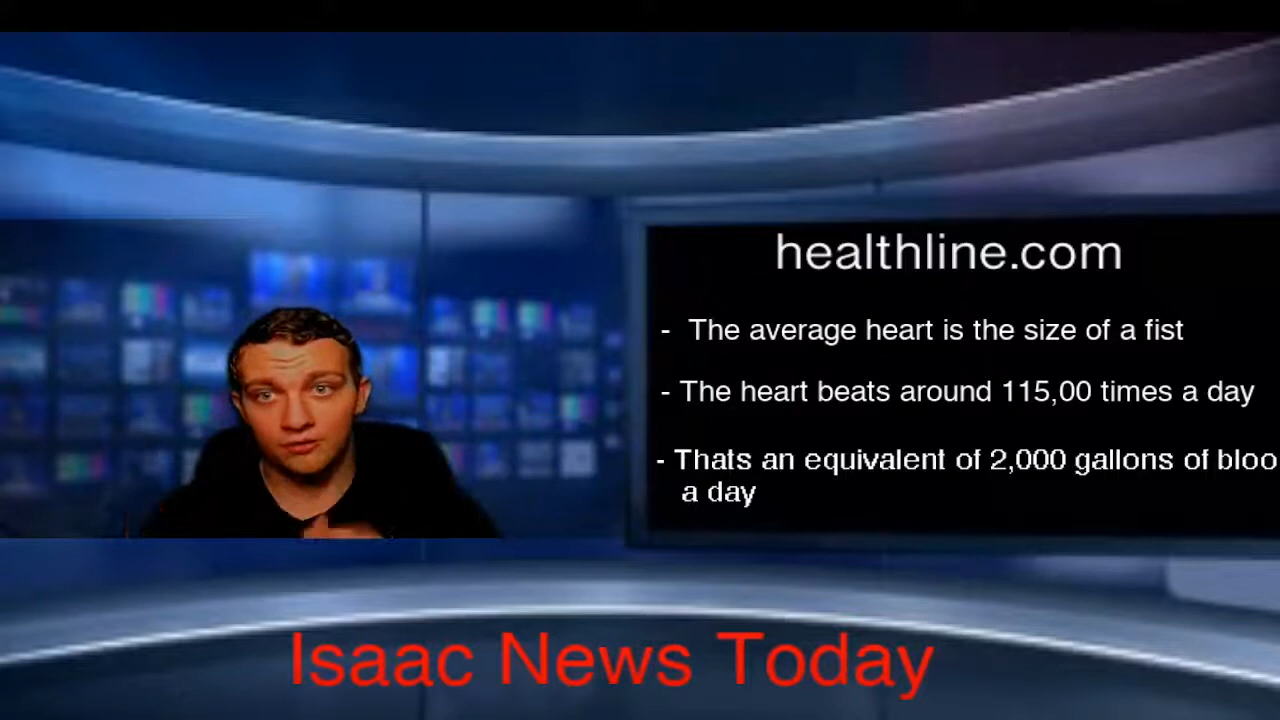 healthline.com
- The average heart is the size of a fist
- The heart beats around 115,00 times a day
- Thats an equivalent of 2,000 gallons of bloo
a day
Isaac News Today